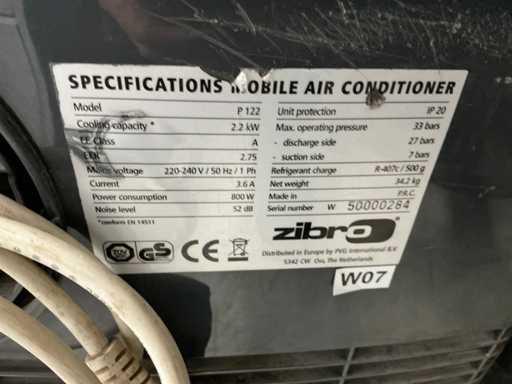 SPECIFICATIONS MOBILE AIR CONDITIONER
Model P 122
Cooling capacity * 2.2 kW
EE Class A
EER 2.75
Mains voltage 220-240 V / 50 Hz / 1 Ph
Current 3.6 A
Power consumption 800 W
Noise level 52 dB
*conform EN 14511
Unit protection IP 20
Max. operating pressure 33 bars
- discharge side 27 bars
- suction side 7 bars
Refrigerant charge R-407c / 500 g
Net weight 34.2 kg
Made in P.R.C.
Serial number W 50000284
GS
CE
zibro
Distributed in Europe by PVG International B.V.
5342 CW Oss, The Netherlands
W07